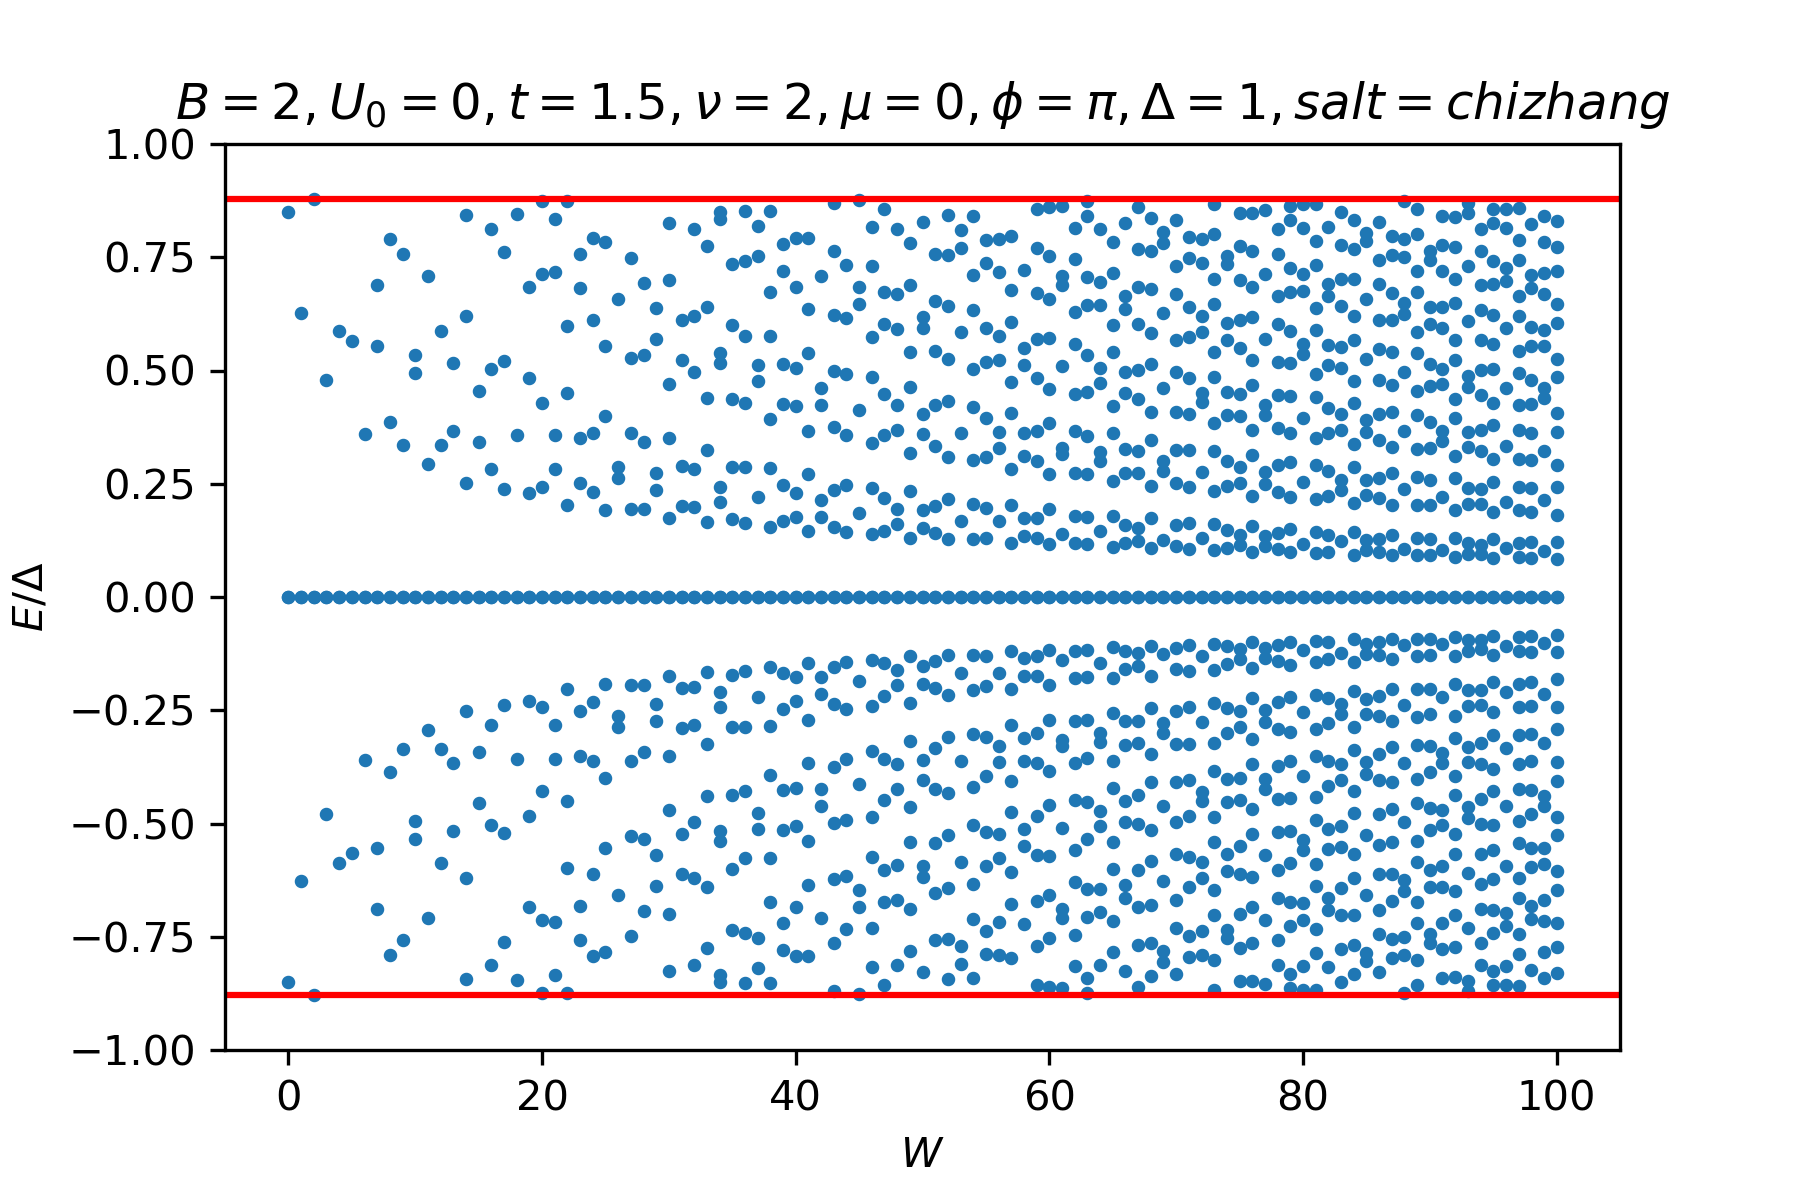 B = 2, U₀ = 0, t = 1.5, ν = 2, μ = 0, ϕ = π, Δ = 1, salt = chizhang
1.00
0.75
0.50
0.25
0.00
−0.25
−0.50
−0.75
−1.00
E/Δ
0 20 40 60 80 100
W